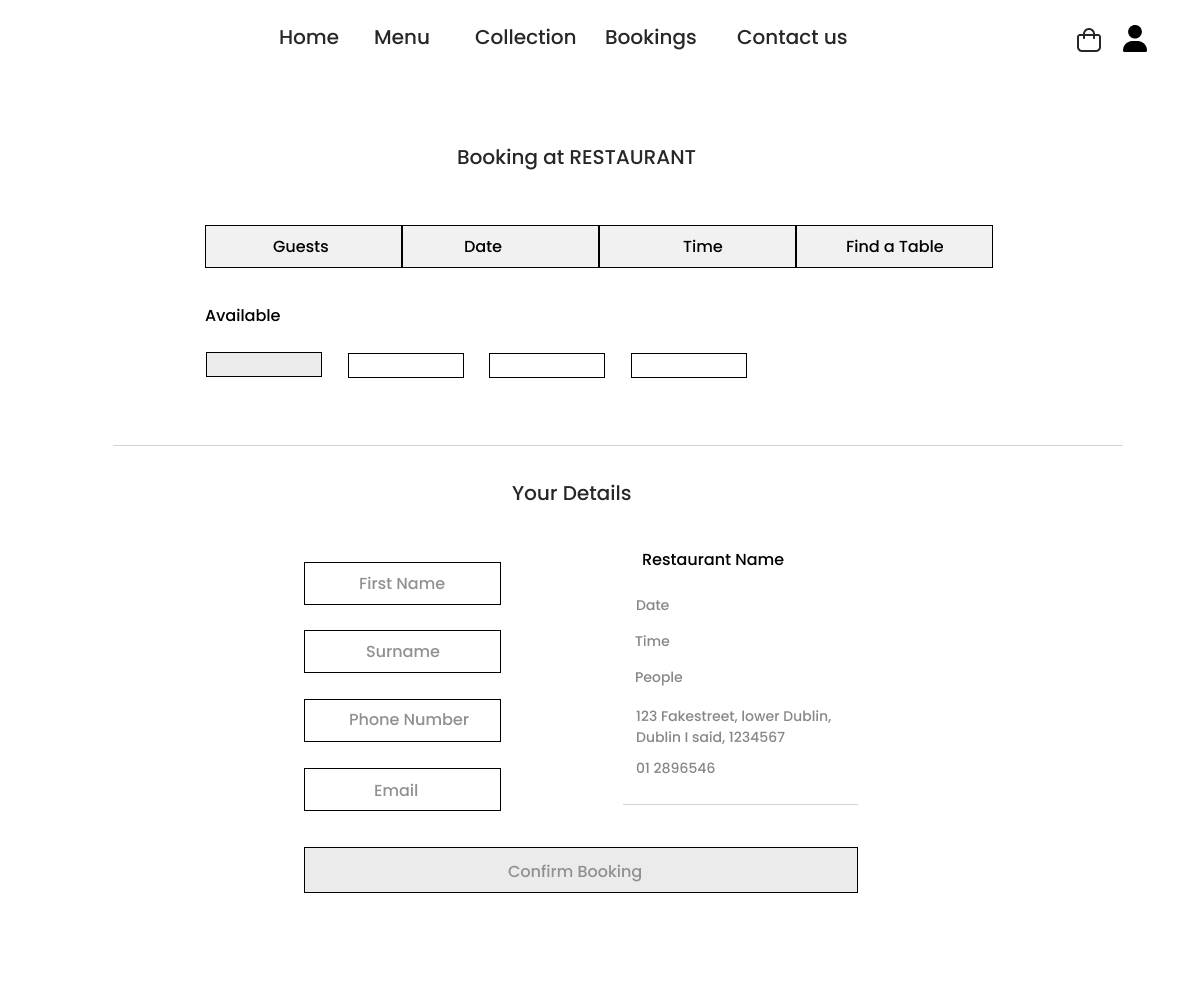 Home Menu Collection Bookings Contact us
Booking at RESTAURANT
Guests Date Time Find a Table
Available
Your Details
First Name
Surname
Phone Number
Email
Restaurant Name
Date
Time
People
123 Fakestreet, lower Dublin,
Dublin I said, 1234567
01 2896546
Confirm Booking